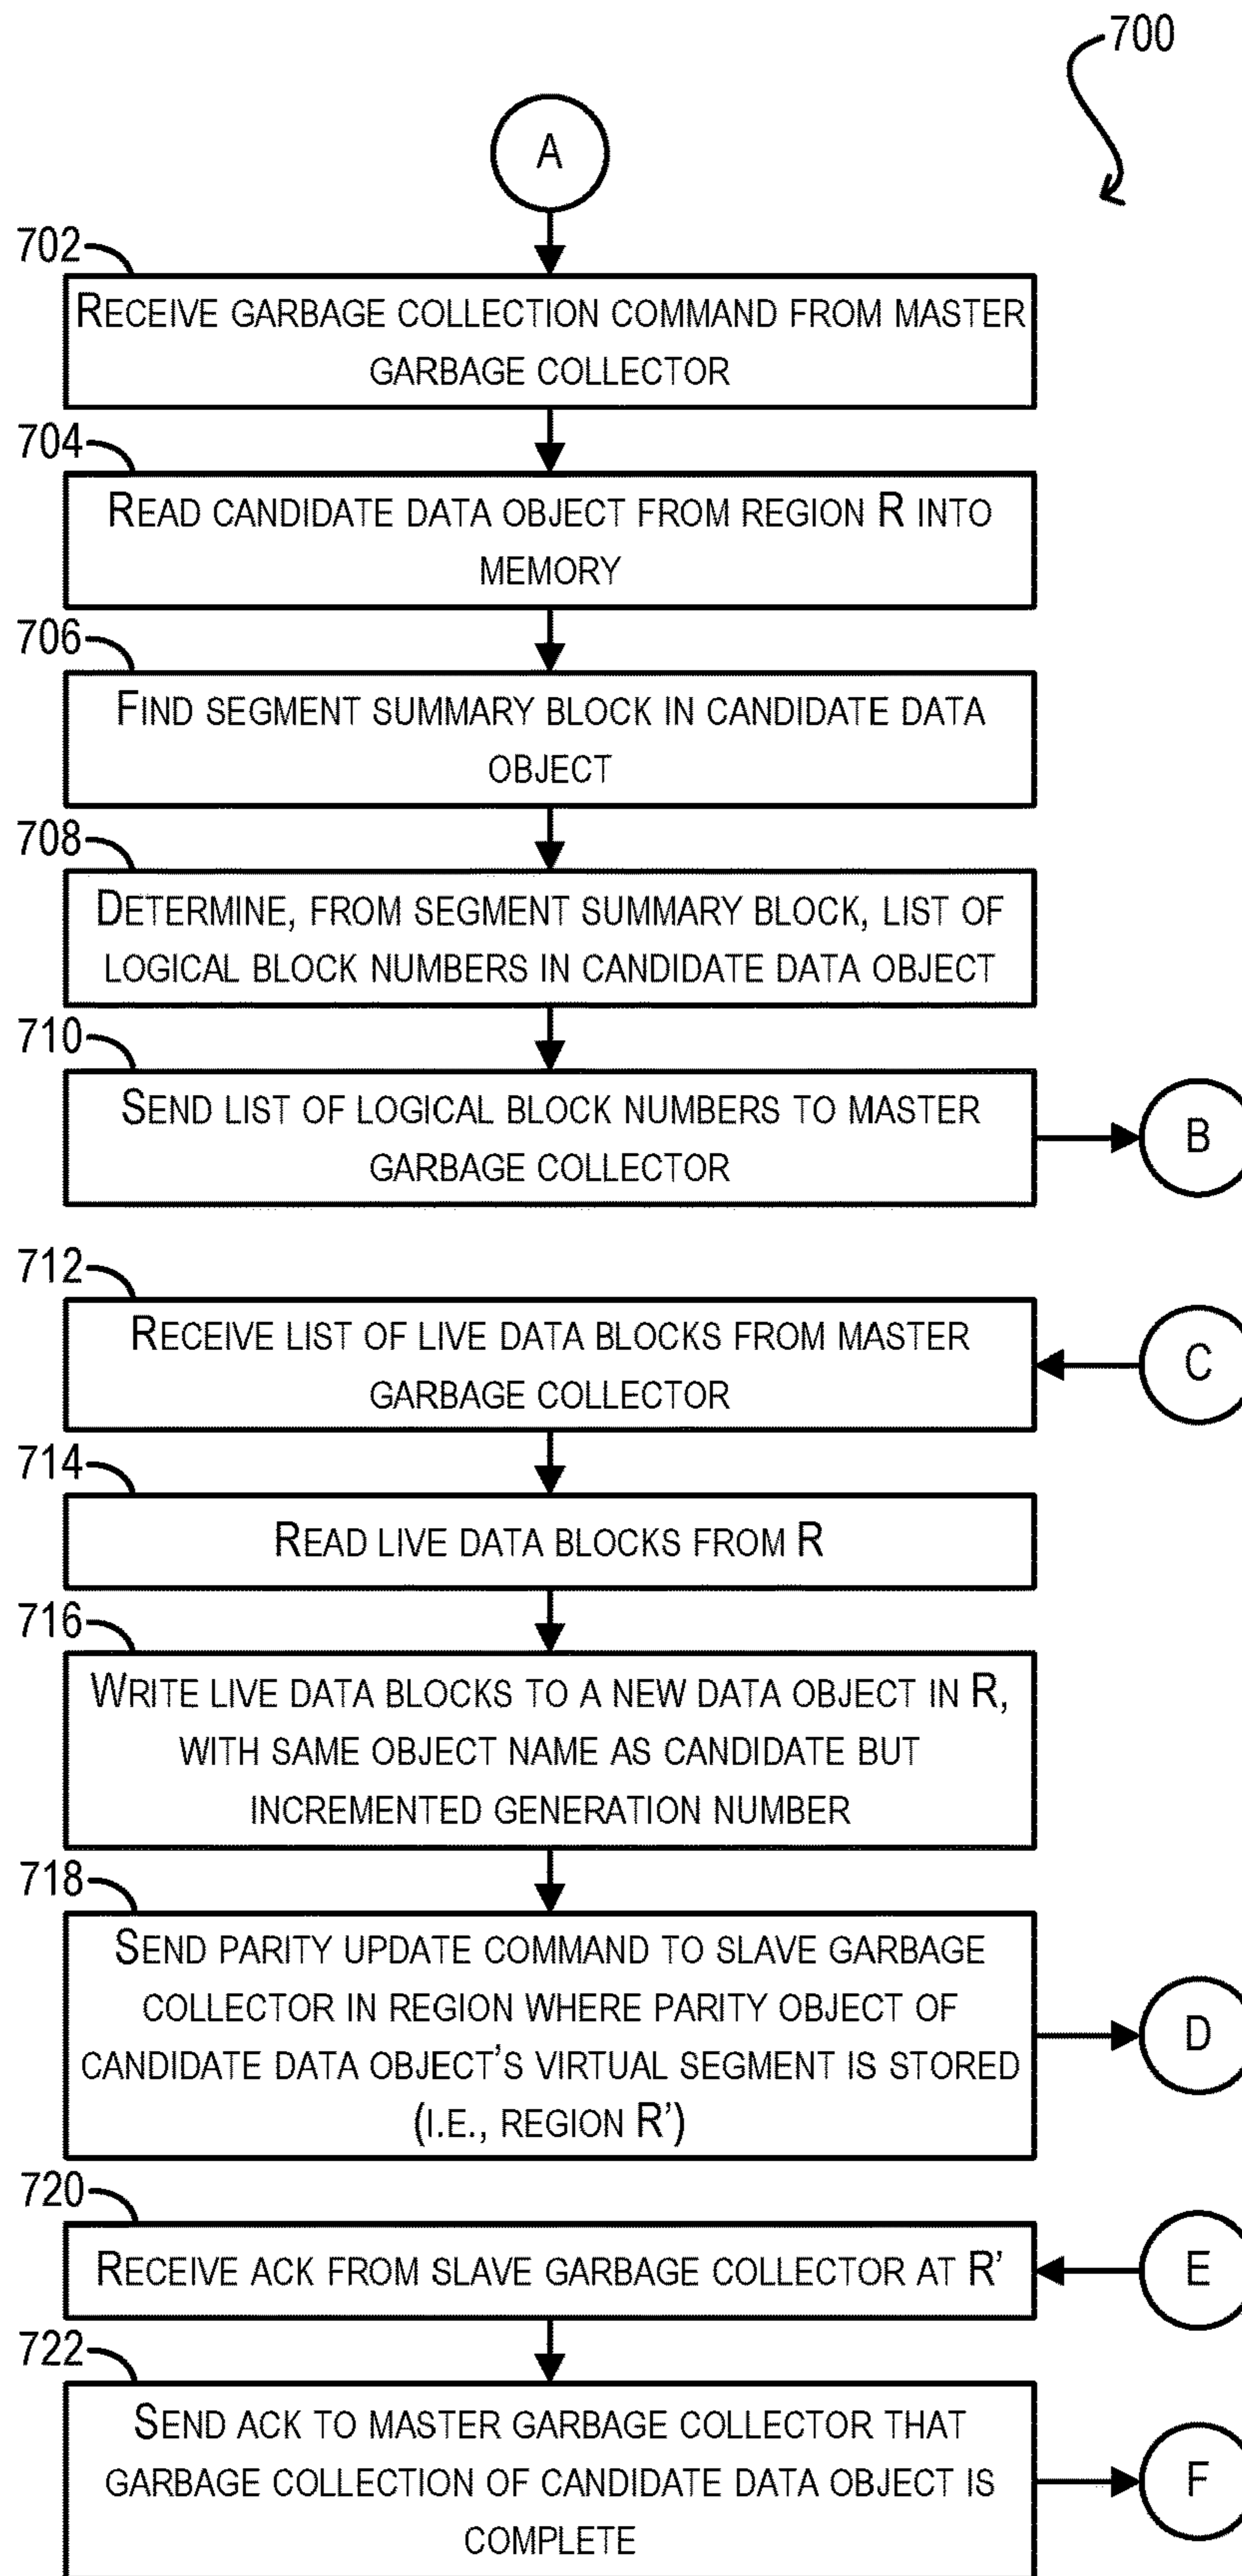 700
A
702
RECEIVE GARBAGE COLLECTION COMMAND FROM MASTER
GARBAGE COLLECTOR
704
READ CANDIDATE DATA OBJECT FROM REGION R INTO
MEMORY
706
FIND SEGMENT SUMMARY BLOCK IN CANDIDATE DATA
OBJECT
708
DETERMINE, FROM SEGMENT SUMMARY BLOCK, LIST OF
LOGICAL BLOCK NUMBERS IN CANDIDATE DATA OBJECT
710
SEND LIST OF LOGICAL BLOCK NUMBERS TO MASTER
GARBAGE COLLECTOR
B
712
RECEIVE LIST OF LIVE DATA BLOCKS FROM MASTER
GARBAGE COLLECTOR
C
714
READ LIVE DATA BLOCKS FROM R
716
WRITE LIVE DATA BLOCKS TO A NEW DATA OBJECT IN R,
WITH SAME OBJECT NAME AS CANDIDATE BUT
INCREMENTED GENERATION NUMBER
718
SEND PARITY UPDATE COMMAND TO SLAVE GARBAGE
COLLECTOR IN REGION WHERE PARITY OBJECT OF
CANDIDATE DATA OBJECT'S VIRTUAL SEGMENT IS STORED
(I.E., REGION R')
D
720
RECEIVE ACK FROM SLAVE GARBAGE COLLECTOR AT R'
E
722
SEND ACK TO MASTER GARBAGE COLLECTOR THAT
GARBAGE COLLECTION OF CANDIDATE DATA OBJECT IS
COMPLETE
F